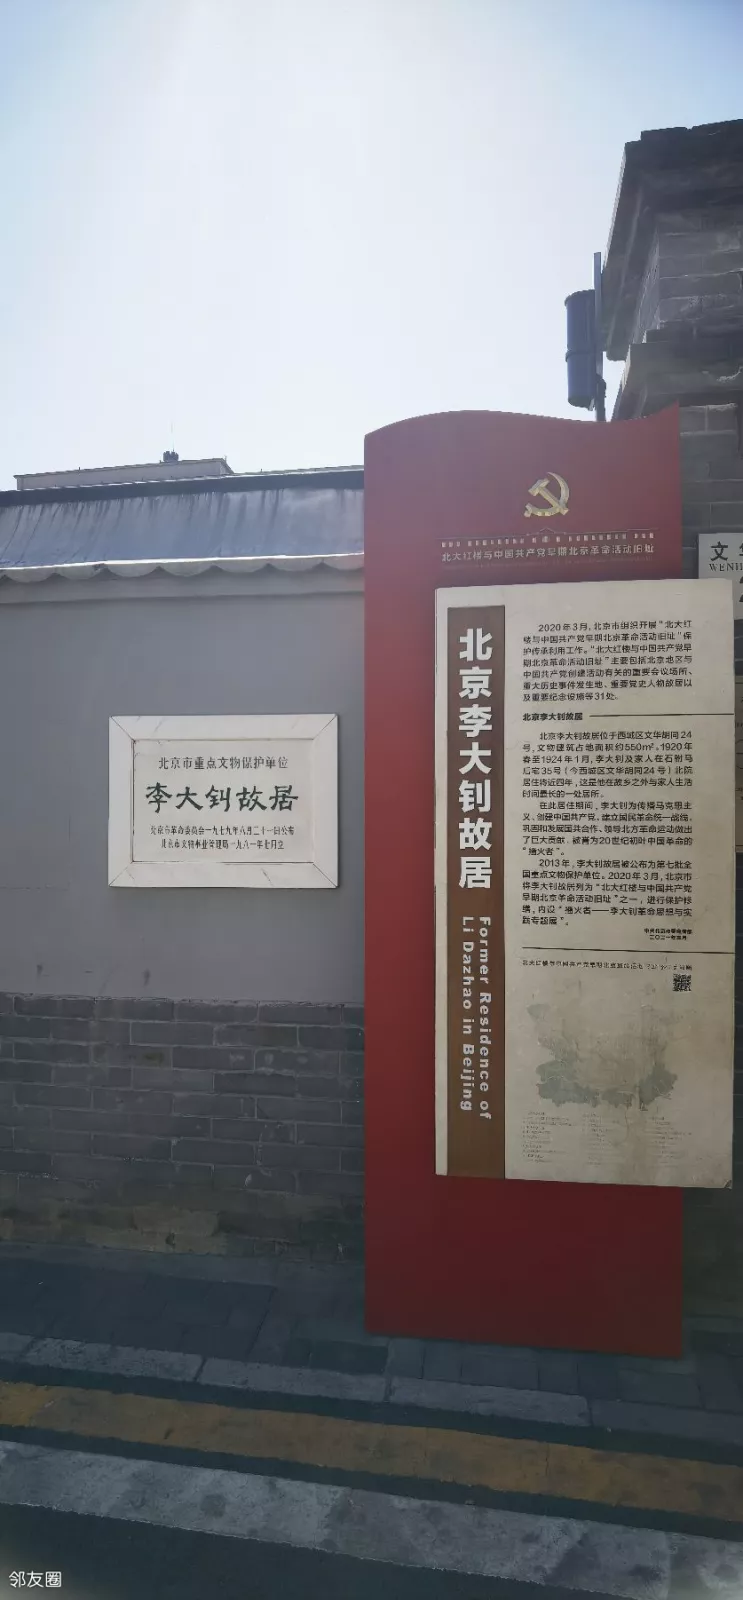 北京市重点文物保护单位
李大钊故居
北京市革命委员会一九七九年八月二十一日公布
北京市文物事业管理局一九八一年七月立
北大红楼与中国共产党早期北京革命活动旧址
北京李大钊故居
Former Residence of
Li Dazhao in Beijing
2020年3月，北京市组织开展“北大红
楼与中国共产党早期北京革命活动旧址”保
护传承利用工作。“北大红楼与中国共产党早
期北京革命活动旧址”主要包括北京地区与
中国共产党创建活动有关的重要会议场所、
重大历史事件发生地、重要党史人物故居以
及重要纪念设施等31处。
北京李大钊故居
北京李大钊故居位于西城区文华胡同24
号，文物建筑占地面积约550m²。1920年
春至1924年1月，李大钊及家人在石驸马
后宅35号（今西城区文华胡同24号）北院
居住将近四年，这是他在故乡之外与家人生活
时间最长的一处居所。
在此居住期间，李大钊为传播马克思主
义、创建中国共产党、建立国民革命统一战线、
巩固和发展国共合作、领导北方革命运动做出
了巨大贡献，被誉为20世纪初叶中国革命的
“播火者”。
2013年，李大钊故居被公布为第七批全
国重点文物保护单位。2020年3月，北京市
将李大钊故居列为“北大红楼与中国共产党
早期北京革命活动旧址”之一，进行保护修
缮，内设“播火者——李大钊革命思想与实
践专题展”。
文华
WENH
邻友圈